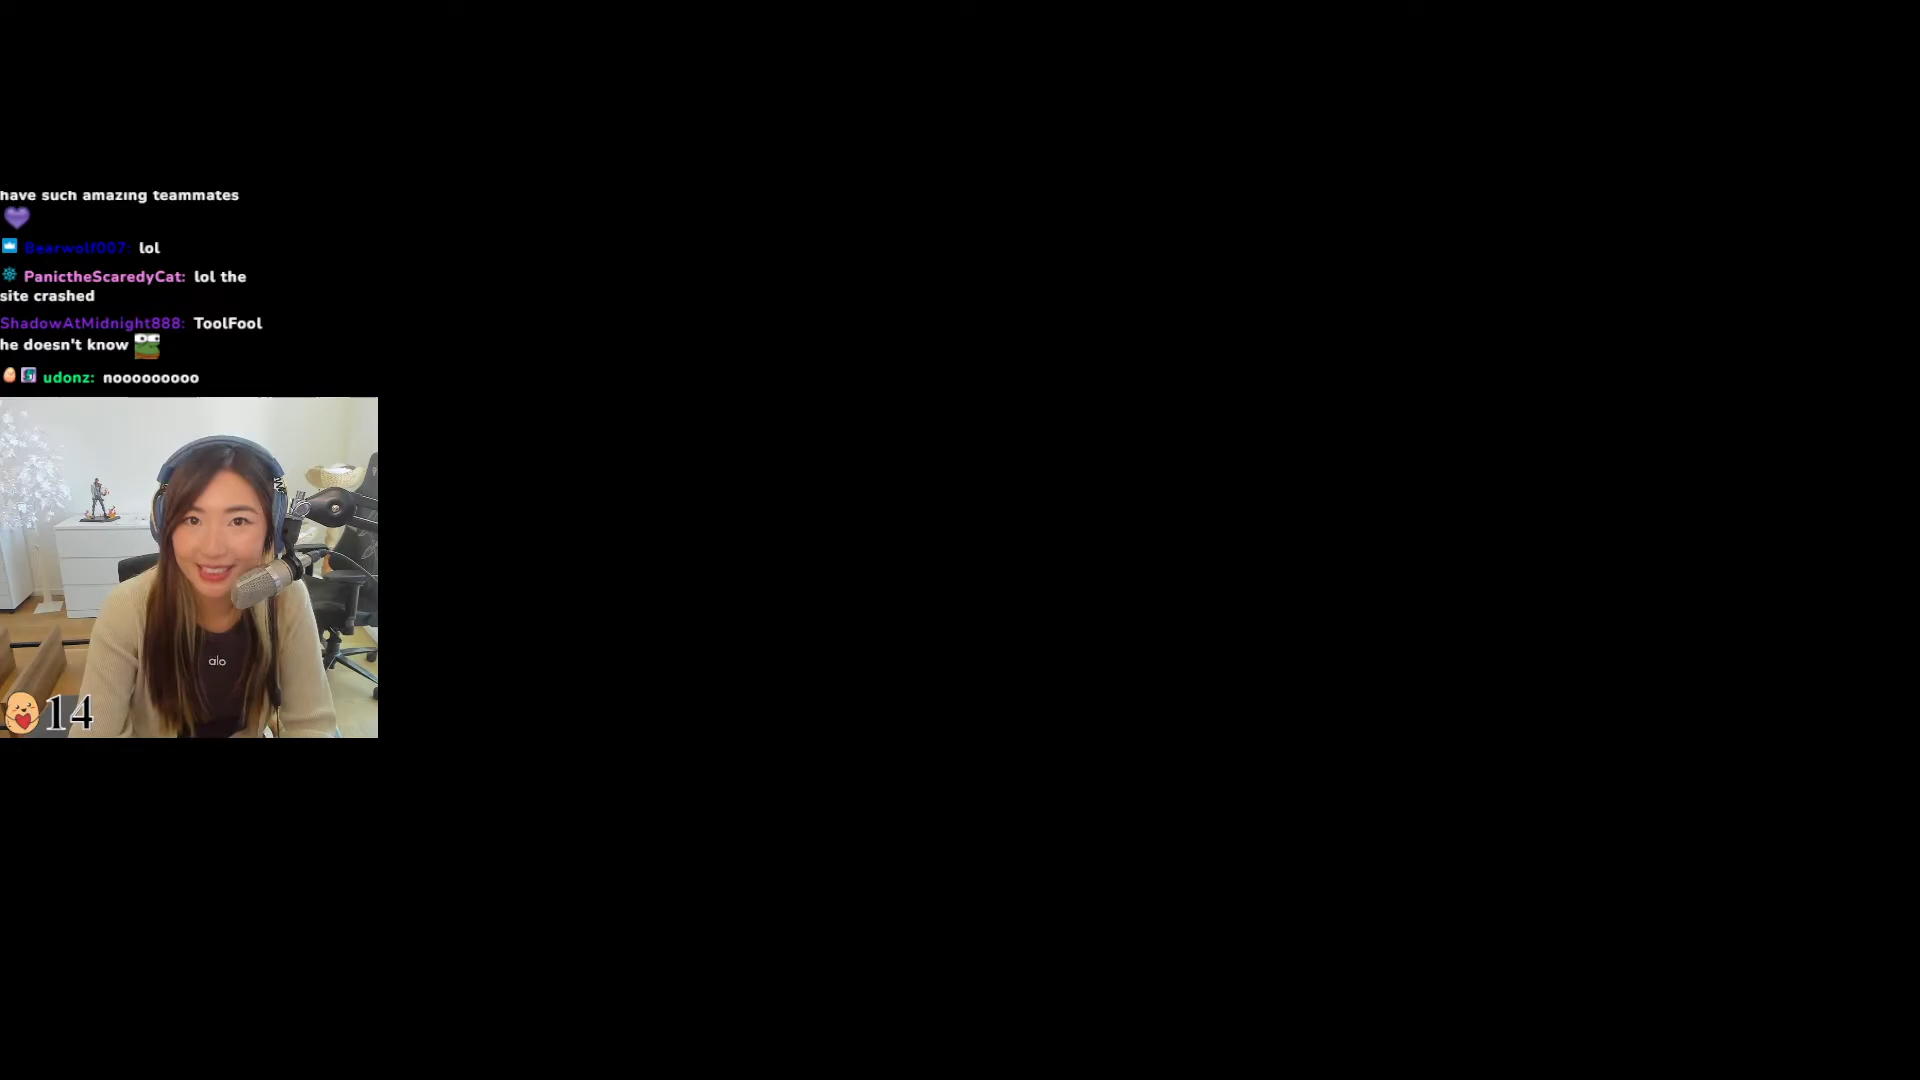 have such amazing teammates
Bearwolf007: lol
PanictheScaredyCat: lol the
site crashed
ShadowAtMidnight888: ToolFool
he doesn't know
udonz: nooooooooo
alo
14